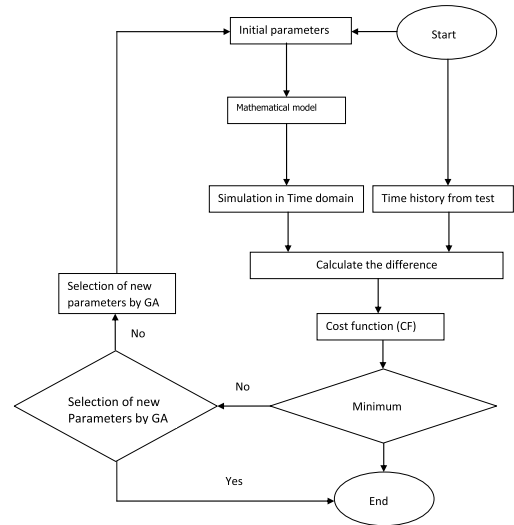 Initial parameters
Start
Mathematical model
Simulation in Time domain
Time history from test
Calculate the difference
Selection of new
parameters by GA
Cost function (CF)
No
No
Selection of new
Parameters by GA
Minimum
Yes
End